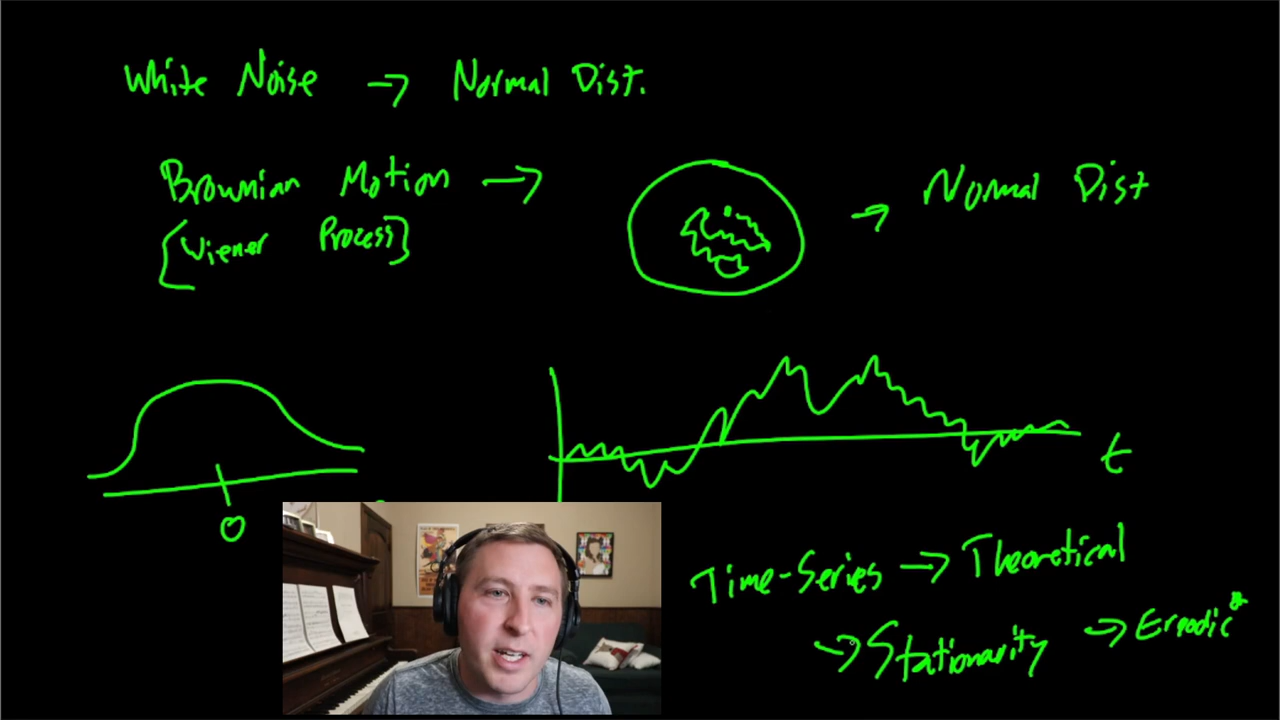 White Noise → Normal Dist.
Brownian Motion → → Normal Dist
[Wiener Process]
0
t
Time-Series → Theoretical
→ Stationarity → Ergodic*